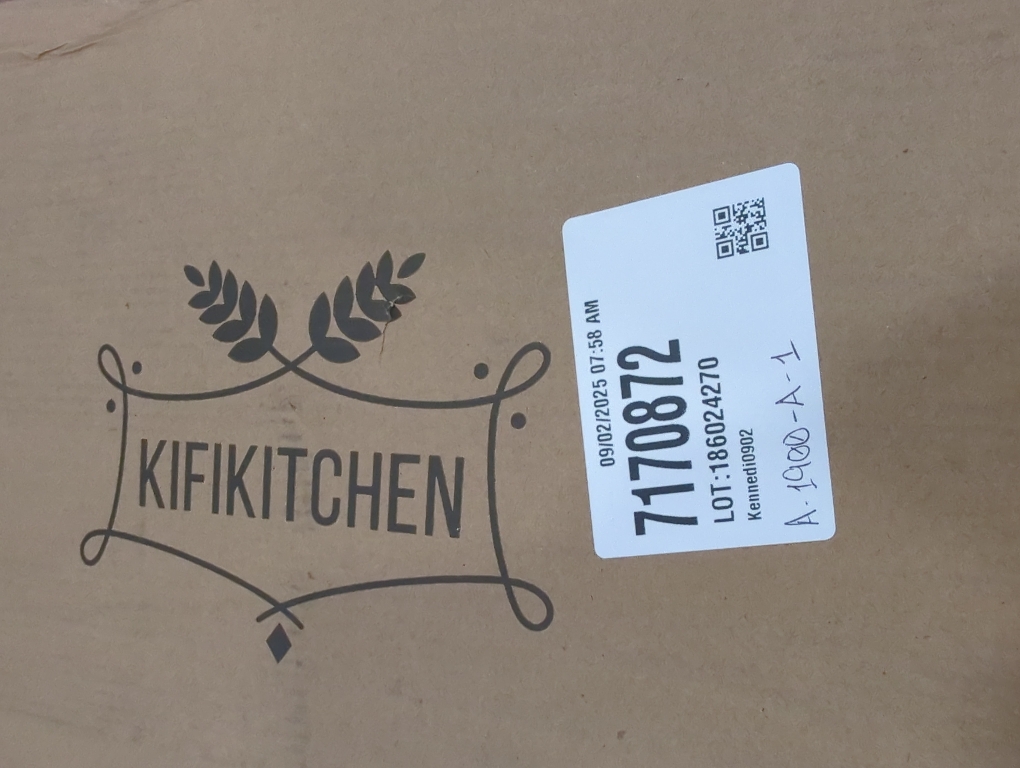 KIFIKITCHEN
09/02/2025 07:58 AM
7170872
LOT:186024270
Kennedi0902
A-1900-A-1